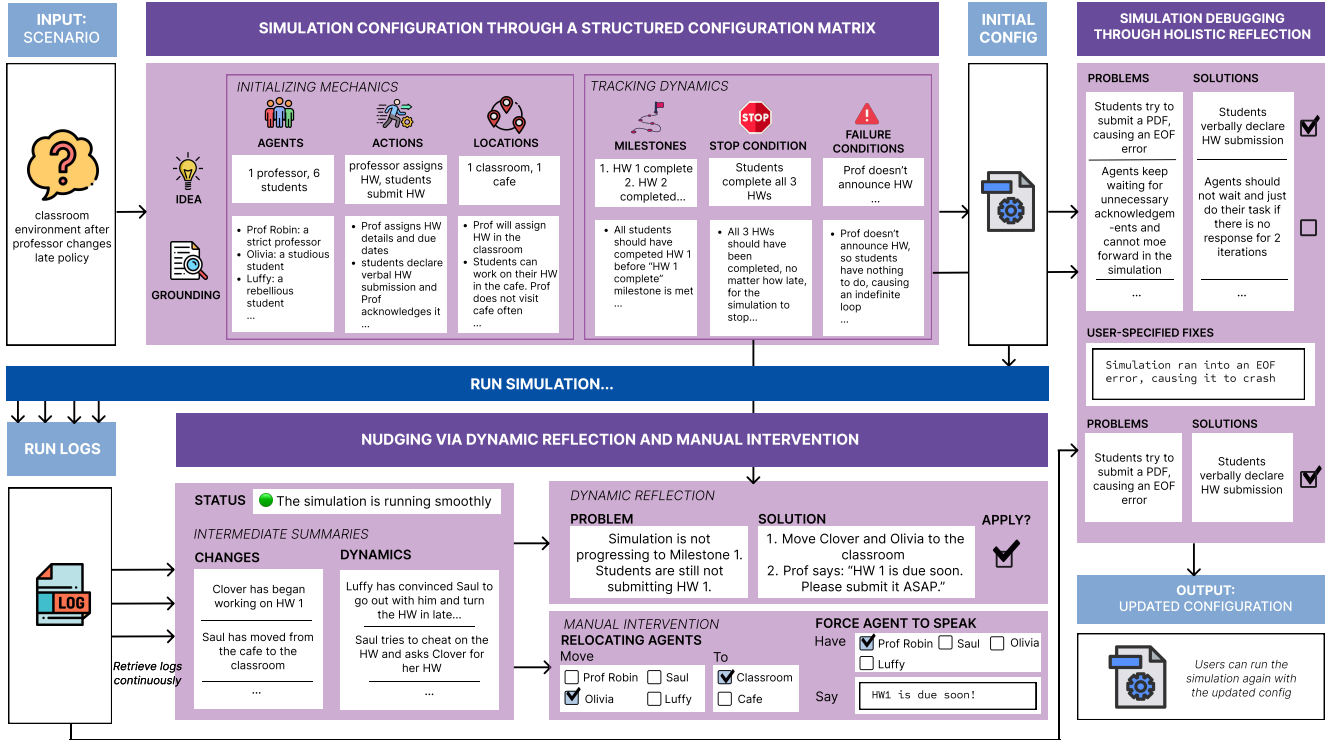 INPUT:
SCENARIO
SIMULATION CONFIGURATION THROUGH A STRUCTURED CONFIGURATION MATRIX
INITIAL
CONFIG
SIMULATION DEBUGGING
THROUGH HOLISTIC REFLECTION
classroom
environment after
professor changes
late policy
INITIALIZING MECHANICS
AGENTS
ACTIONS
LOCATIONS
IDEA
1 professor, 6
students
professor assigns
HW, students
submit HW
1 classroom, 1
cafe
GROUNDING
• Prof Robin: a
strict professor
• Olivia: a studious
student
• Luffy: a
rebellious
student
...
• Prof assigns HW
details and due
dates
• students declare
verbal HW
submission and
Prof
acknowledges it
...
• Prof will assign
HW in the
classroom
• Students can
work on their HW
in the cafe. Prof
does not visit
cafe often
...
TRACKING DYNAMICS
MILESTONES
STOP
STOP CONDITION
FAILURE
CONDITIONS
1. HW 1 complete
2. HW 2
completed...
Students
complete all 3
HWs
Prof doesn't
announce HW
...
• All students
should have
competed HW 1
before “HW 1
complete”
milestone is met
...
• All 3 HWs
should have
been
completed, no
matter how late,
for the
simulation to
stop...
• Prof doesn't
announce HW,
so students
have nothing
to do, causing
an indefinite
loop
...
PROBLEMS
SOLUTIONS
Students try to
submit a PDF,
causing an EOF
error
Students
verbally declare
HW submission
Agents keep
waiting for
unnecessary
acknowledgem
-ents and
cannot moe
forward in the
simulation
Agents should
not wait and just
do their task if
there is no
response for 2
iterations
...
...
USER-SPECIFIED FIXES
Simulation ran into an EOF
error, causing it to crash
PROBLEMS
SOLUTIONS
Students try to
submit a PDF,
causing an EOF
error
Students
verbally declare
HW submission
OUTPUT:
UPDATED CONFIGURATION
Users can run the
simulation again with
the updated config
RUN SIMULATION...
RUN LOGS
LOG
Retrieve logs
continuously
NUDGING VIA DYNAMIC REFLECTION AND MANUAL INTERVENTION
STATUS
The simulation is running smoothly
INTERMEDIATE SUMMARIES
CHANGES
DYNAMICS
Clover has began
working on HW 1
Saul has moved from
the cafe to the
classroom
...
Luffy has convinced Saul to
go out with him and turn
the HW in late...
Saul tries to cheat on the
HW and asks Clover for
her HW
...
DYNAMIC REFLECTION
PROBLEM
SOLUTION
APPLY?
Simulation is not
progressing to Milestone 1.
Students are still not
submitting HW 1.
1. Move Clover and Olivia to the
classroom
2. Prof says: “HW 1 is due soon.
Please submit it ASAP.”
MANUAL INTERVENTION
RELOCATING AGENTS
Move
To
Prof Robin
Saul
Olivia
Luffy
Classroom
Cafe
FORCE AGENT TO SPEAK
Have
Prof Robin
Saul
Olivia
Luffy
Say
HW1 is due soon!